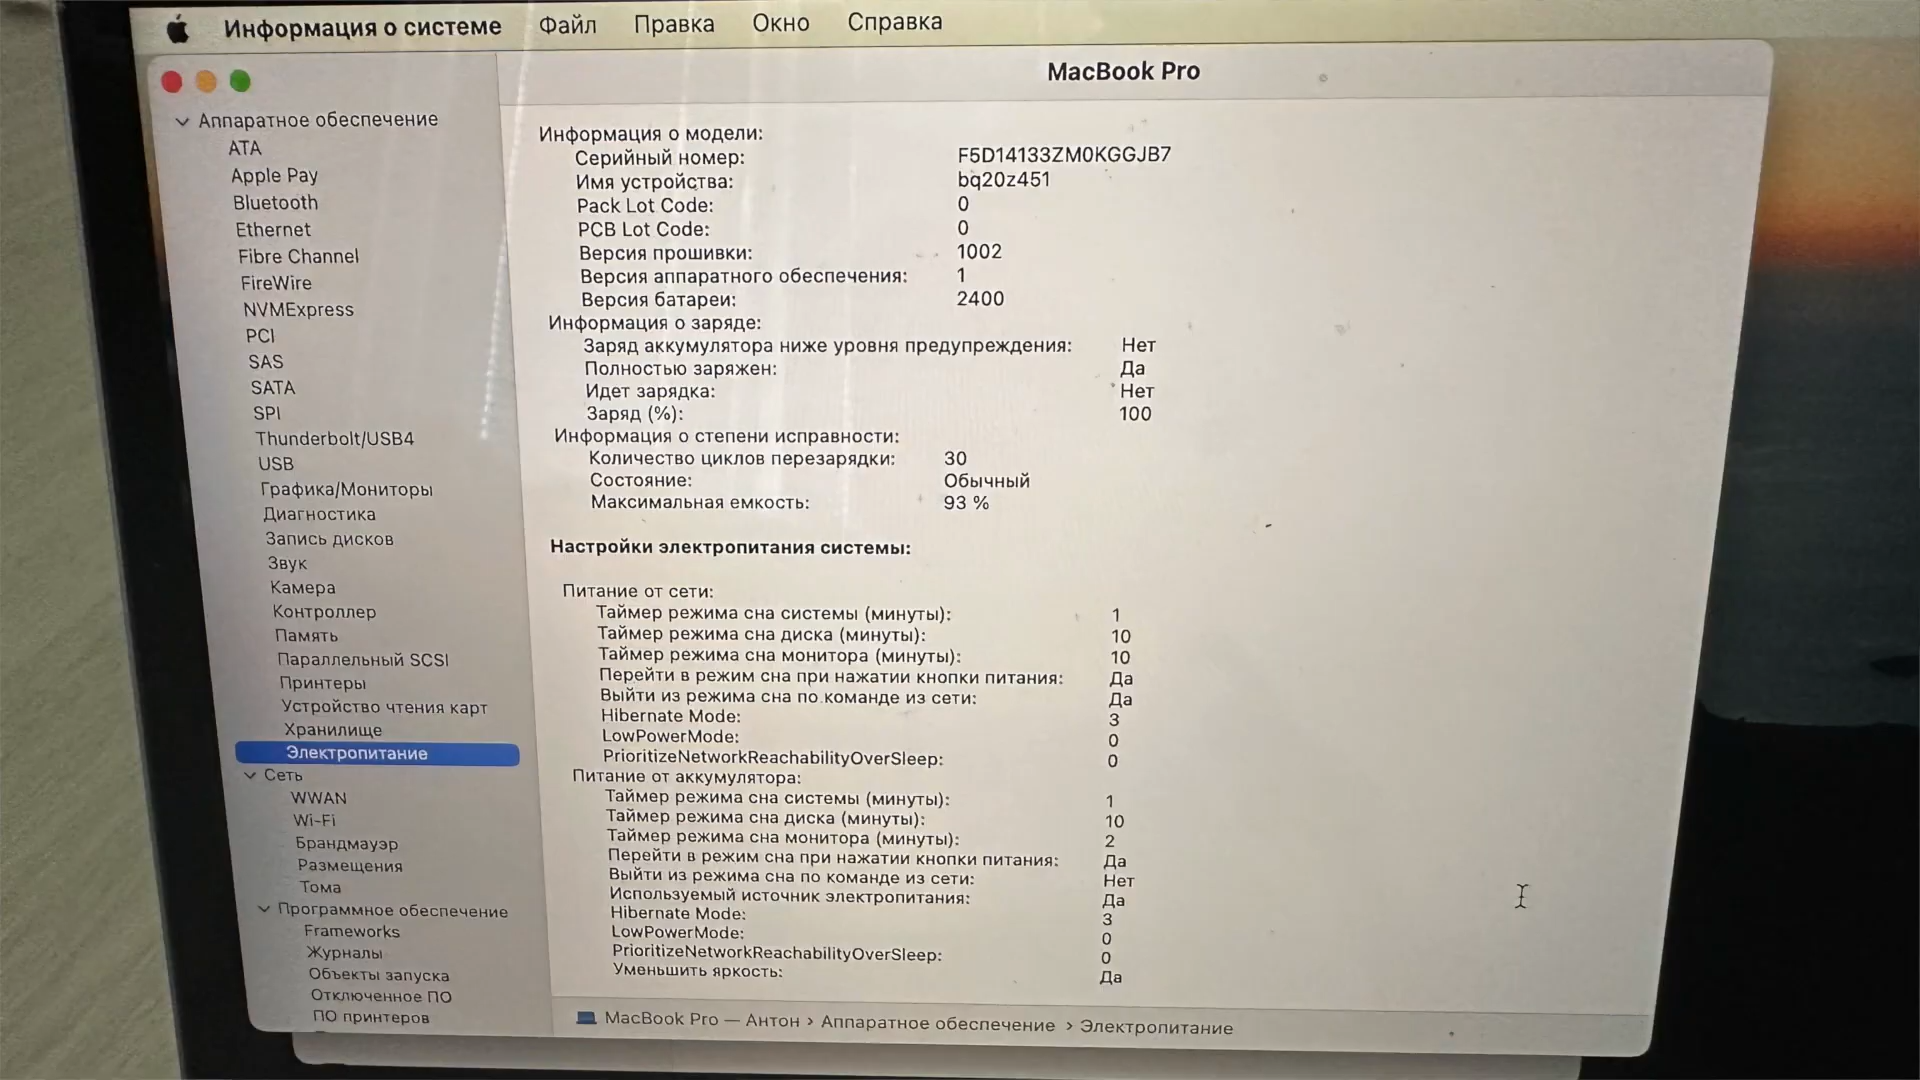 Информация о системе Файл Правка Окно Справка
MacBook Pro
Аппаратное обеспечение
ATA
Apple Pay
Bluetooth
Ethernet
Fibre Channel
FireWire
NVMExpress
PCI
SAS
SATA
SPI
Thunderbolt/USB4
USB
Графика/Мониторы
Диагностика
Запись дисков
Звук
Камера
Контроллер
Память
Параллельный SCSI
Принтеры
Устройство чтения карт
Хранилище
Электропитание
Сеть
WWAN
Wi-Fi
Брандмауэр
Размещения
Тома
Программное обеспечение
Frameworks
Журналы
Объекты запуска
Отключенное ПО
ПО принтеров
Информация о модели:
Серийный номер: F5D14133ZM0KGGJB7
Имя устройства: bq20z451
Pack Lot Code: 0
PCB Lot Code: 0
Версия прошивки: 1002
Версия аппаратного обеспечения: 1
Версия батареи: 2400
Информация о заряде:
Заряд аккумулятора ниже уровня предупреждения: Нет
Полностью заряжен: Да
Идет зарядка: Нет
Заряд (%): 100
Информация о степени исправности:
Количество циклов перезарядки: 30
Состояние: Обычный
Максимальная емкость: 93 %
Настройки электропитания системы:
Питание от сети:
Таймер режима сна системы (минуты): 1
Таймер режима сна диска (минуты): 10
Таймер режима сна монитора (минуты): 10
Перейти в режим сна при нажатии кнопки питания: Да
Выйти из режима сна по команде из сети: Да
Hibernate Mode: 3
LowPowerMode: 0
PrioritizeNetworkReachabilityOverSleep: 0
Питание от аккумулятора:
Таймер режима сна системы (минуты): 1
Таймер режима сна диска (минуты): 10
Таймер режима сна монитора (минуты): 2
Перейти в режим сна при нажатии кнопки питания: Да
Выйти из режима сна по команде из сети: Нет
Используемый источник электропитания: Да
Hibernate Mode: 3
LowPowerMode: 0
PrioritizeNetworkReachabilityOverSleep: 0
Уменьшить яркость: Да
MacBook Pro — Антон › Аппаратное обеспечение › Электропитание